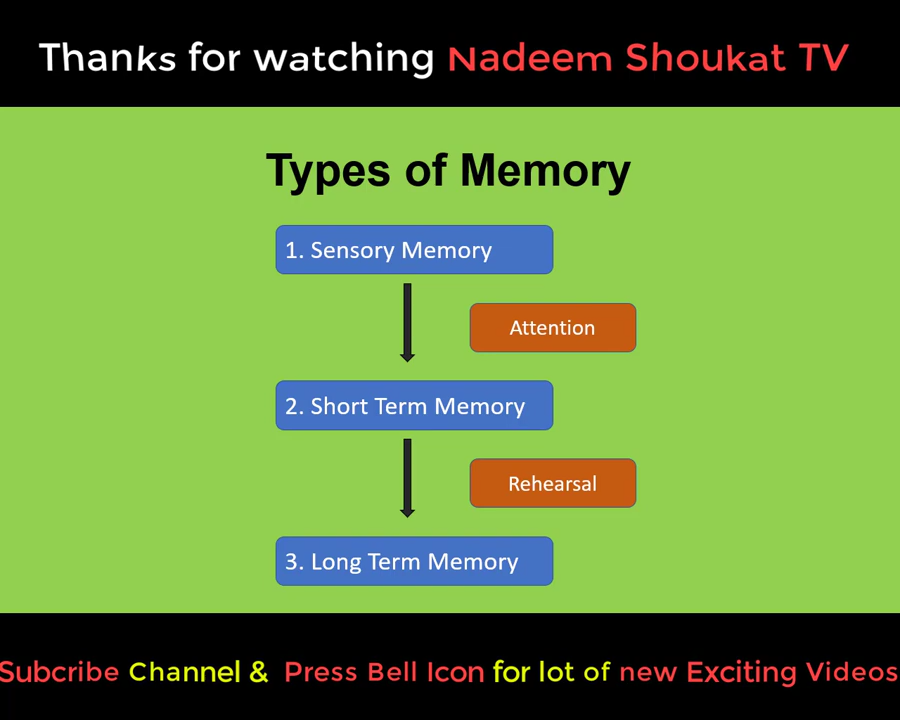 Thanks for watching Nadeem Shoukat TV
Types of Memory
1. Sensory Memory
Attention
2. Short Term Memory
Rehearsal
3. Long Term Memory
Subcribe Channel & Press Bell Icon for lot of new Exciting Videos